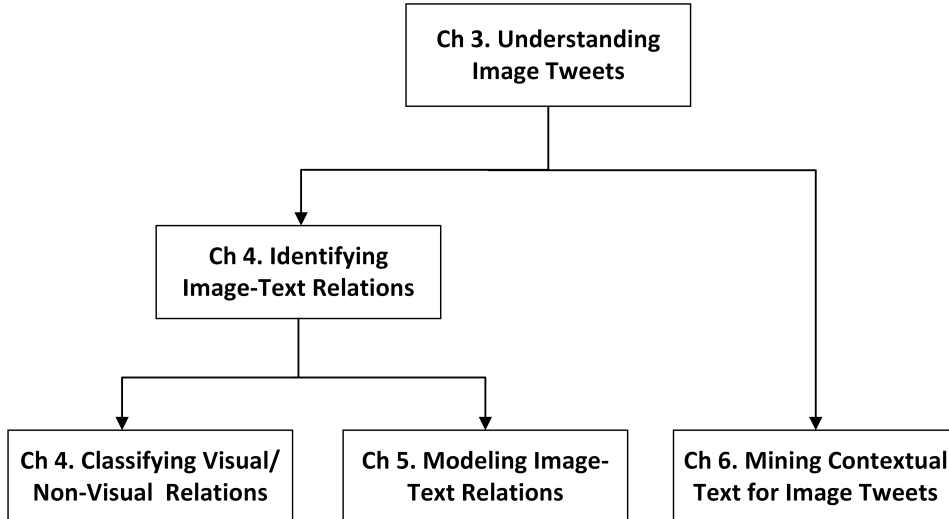 Ch 3. Understanding
Image Tweets
Ch 4. Identifying
Image-Text Relations
Ch 4. Classifying Visual/
Non-Visual  Relations
Ch 5. Modeling Image-
Text Relations
Ch 6. Mining Contextual
Text for Image Tweets